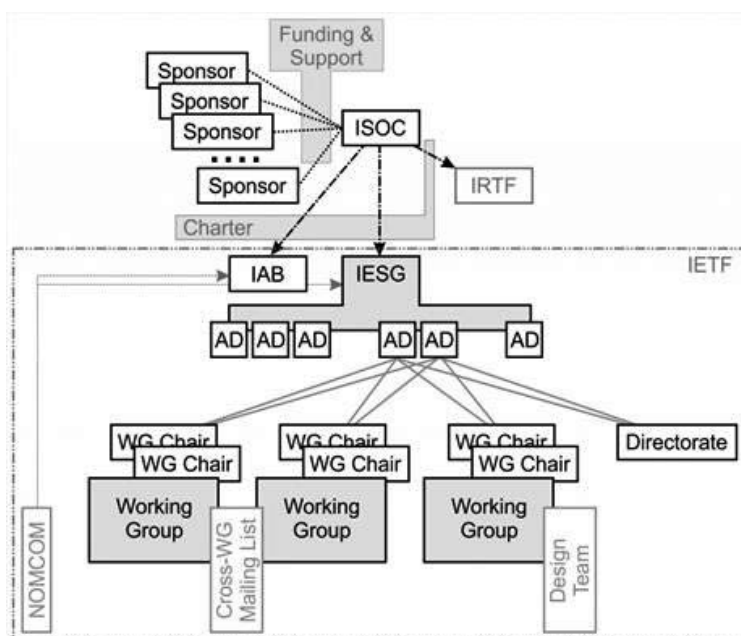 Funding &
Support
Sponsor
Sponsor
Sponsor
Sponsor
ISOC
IRTF
Charter
IETF
IAB
IESG
AD
AD
AD
AD
AD
AD
WG Chair
WG Chair
WG Chair
WG Chair
WG Chair
WG Chair
Directorate
Working
Group
Working
Group
Working
Group
NOMCOM
Cross-WG
Mailing List
Design
Team